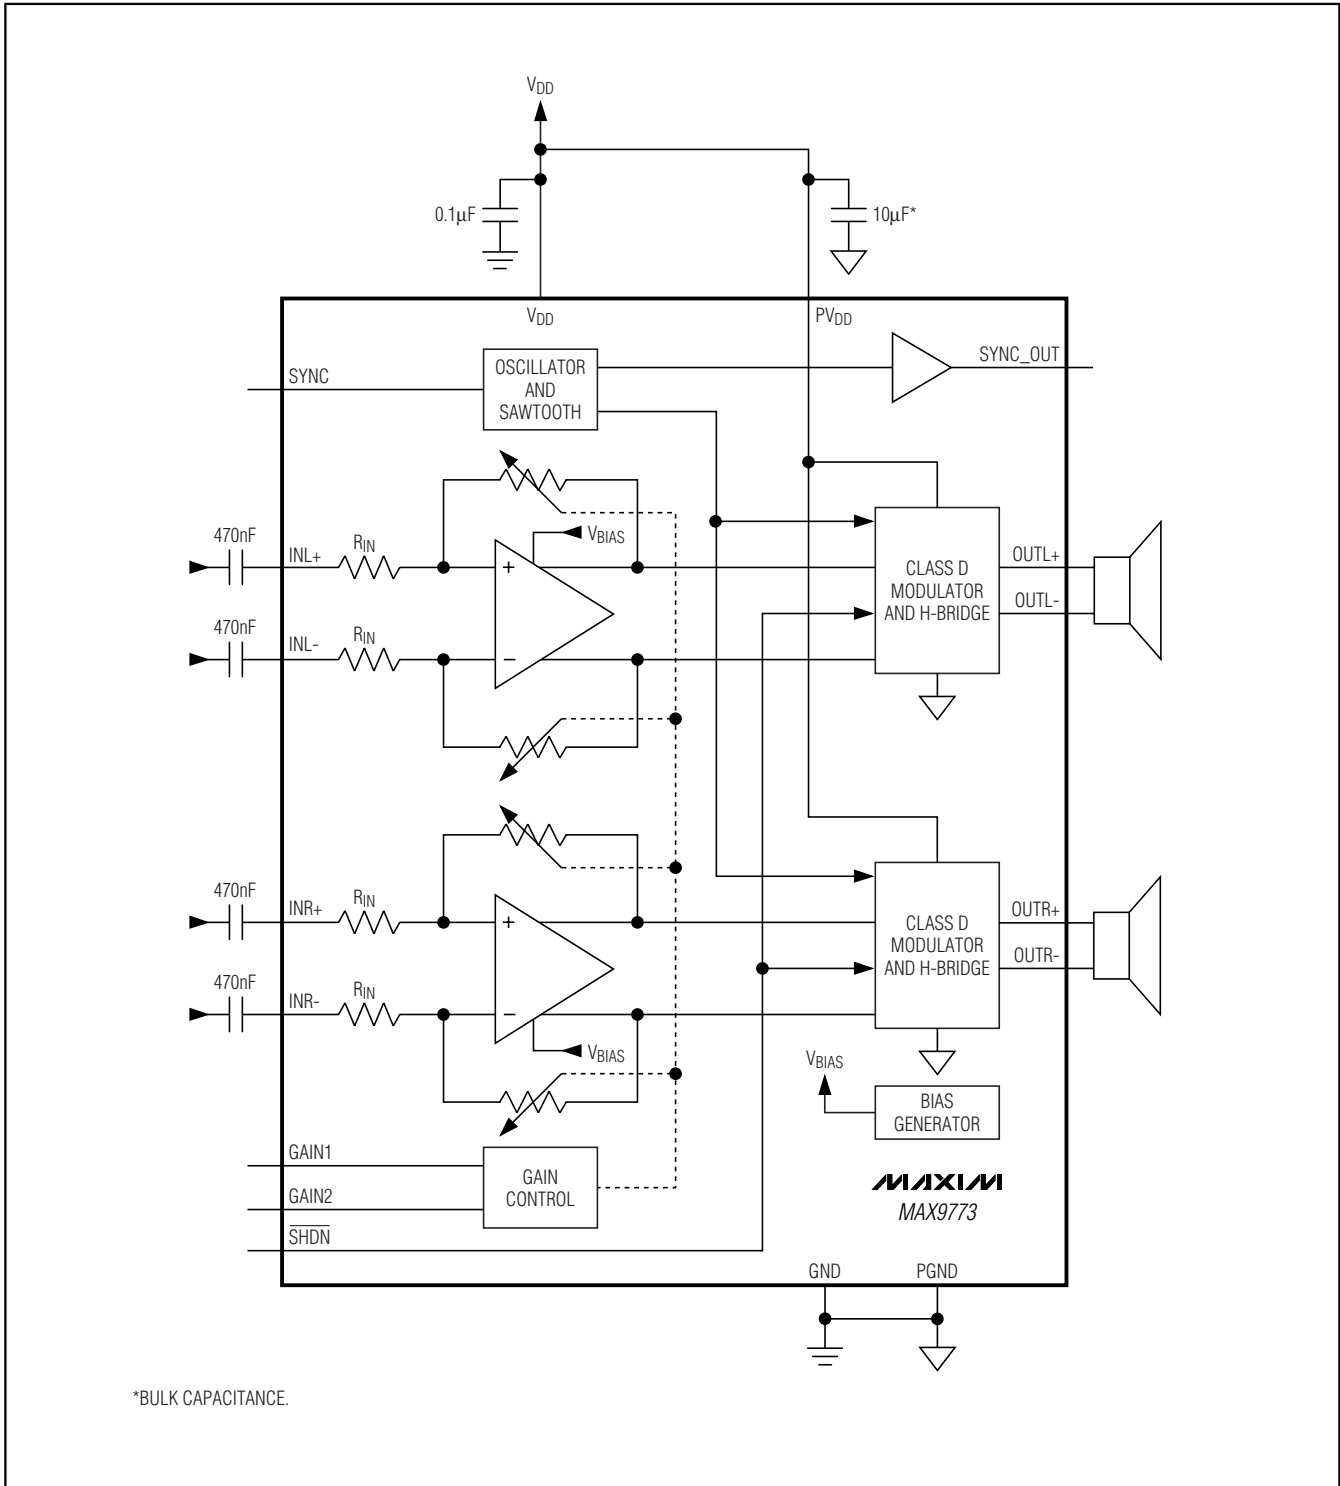 VDD
0.1μF
10μF*
VDD
PVDD
SYNC
OSCILLATOR
AND
SAWTOOTH
SYNC_OUT
470nF
INL+
RIN
VBIAS
+
CLASS D
MODULATOR
AND H-BRIDGE
OUTL+
OUTL-
470nF
INL-
RIN
−
470nF
INR+
RIN
+
CLASS D
MODULATOR
AND H-BRIDGE
OUTR+
OUTR-
470nF
INR-
RIN
−
VBIAS
VBIAS
BIAS
GENERATOR
GAIN1
GAIN2
GAIN
CONTROL
SHDN
MAXIM
MAX9773
GND
PGND
*BULK CAPACITANCE.